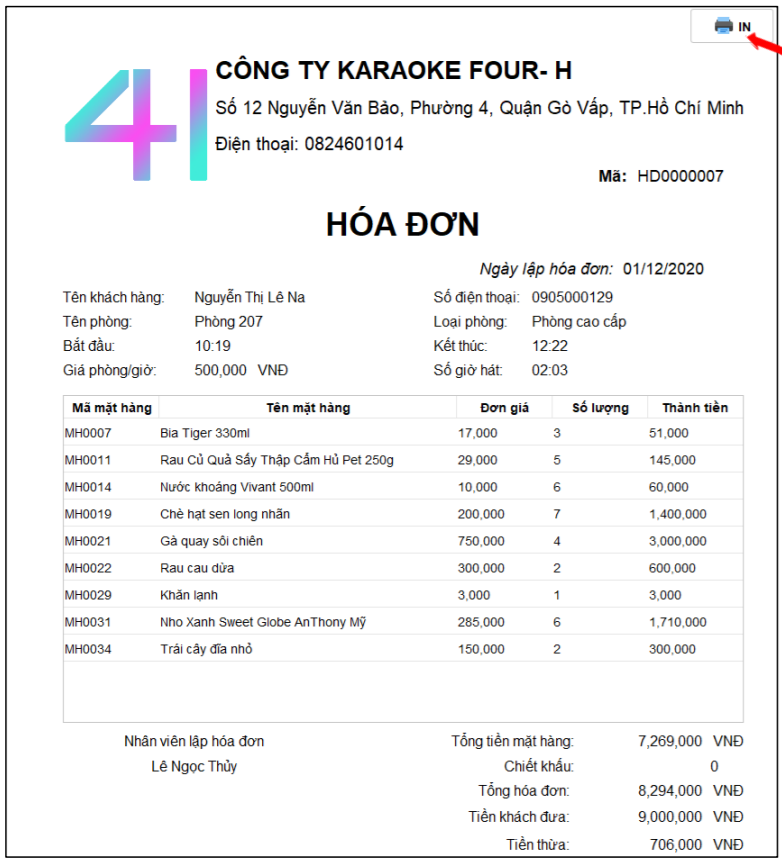 IN
4H
CÔNG TY KARAOKE FOUR- H
Số 12 Nguyễn Văn Bảo, Phường 4, Quận Gò Vấp, TP.Hồ Chí Minh
Điện thoại: 0824601014
Mã: HD0000007
HÓA ĐƠN
Ngày lập hóa đơn: 01/12/2020
Tên khách hàng: Nguyễn Thị Lê Na Số điện thoại: 0905000129
Tên phòng: Phòng 207 Loại phòng: Phòng cao cấp
Bắt đầu: 10:19 Kết thúc: 12:22
Giá phòng/giờ: 500,000 VNĐ Số giờ hát: 02:03
Mã mặt hàng Tên mặt hàng Đơn giá Số lượng Thành tiền
MH0007 Bia Tiger 330ml 17,000 3 51,000
MH0011 Rau Củ Quả Sấy Thập Cẩm Hủ Pet 250g 29,000 5 145,000
MH0014 Nước khoáng Vivant 500ml 10,000 6 60,000
MH0019 Chè hạt sen long nhãn 200,000 7 1,400,000
MH0021 Gà quay sôi chiên 750,000 4 3,000,000
MH0022 Rau cau dừa 300,000 2 600,000
MH0029 Khăn lạnh 3,000 1 3,000
MH0031 Nho Xanh Sweet Globe AnThony Mỹ 285,000 6 1,710,000
MH0034 Trái cây đĩa nhỏ 150,000 2 300,000
Nhân viên lập hóa đơn Tổng tiền mặt hàng: 7,269,000 VNĐ
Lê Ngọc Thủy Chiết khấu: 0
Tổng hóa đơn: 8,294,000 VNĐ
Tiền khách đưa: 9,000,000 VNĐ
Tiền thừa: 706,000 VNĐ